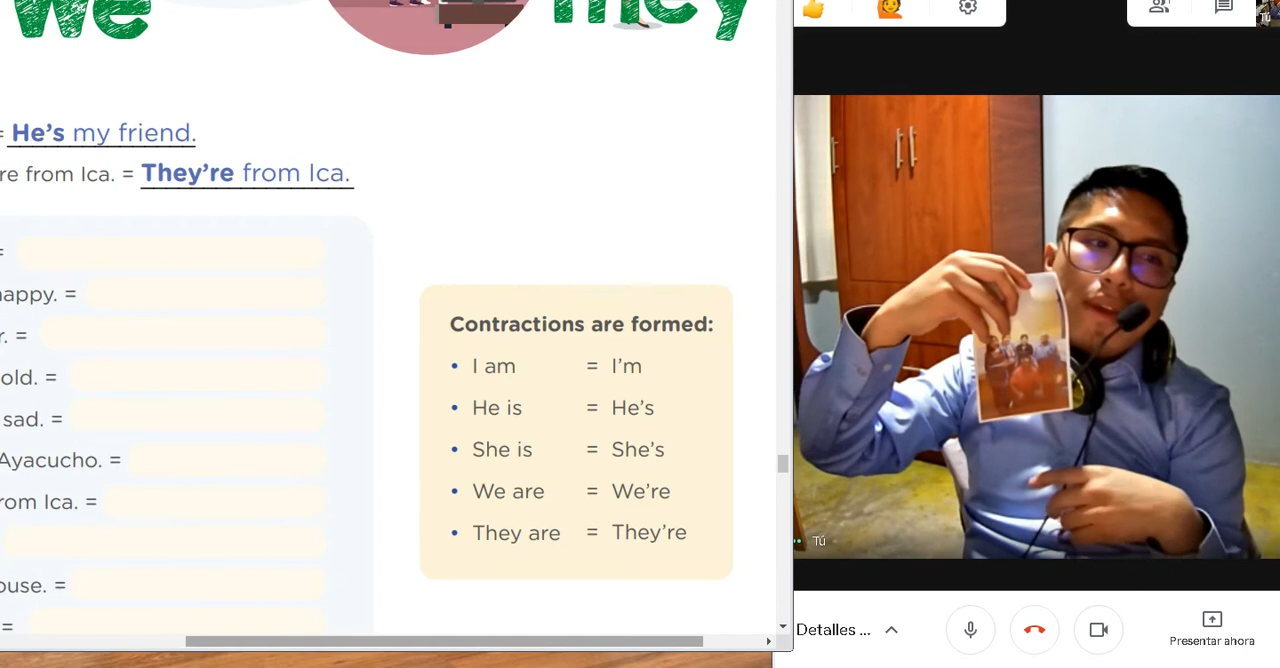 We
They
= He's my friend.
re from Ica. = They're from Ica.
=
happy. =
r. =
old. =
sad. =
Ayacucho. =
rom Ica. =
ouse. =
=
Contractions are formed:
• I am = I'm
• He is = He's
• She is = She's
• We are = We're
• They are = They're
Tú
Tú
Detalles ...
Presentar ahora